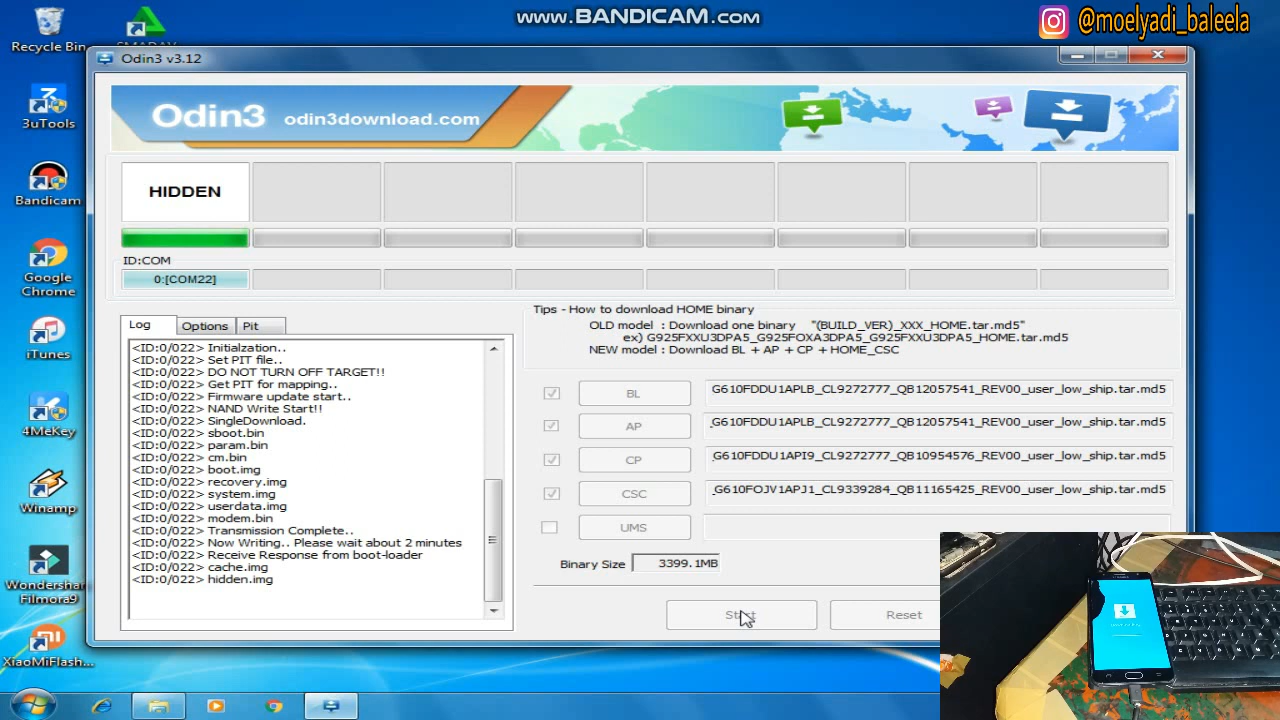 www.BANDICAM.com
@moelyadi_baleela
Recycle Bin
SMADAV
Odin3 v3.12
3uTools
Odin3 odin3download.com
Bandicam
HIDDEN
Google
Chrome
ID:COM
0:[COM22]
iTunes
Log Options Pit
<ID:0/022> Initialzation..
<ID:0/022> Set PIT file..
<ID:0/022> DO NOT TURN OFF TARGET!!
<ID:0/022> Get PIT for mapping..
<ID:0/022> Firmware update start..
<ID:0/022> NAND Write Start!!
<ID:0/022> SingleDownload.
<ID:0/022> sboot.bin
<ID:0/022> param.bin
<ID:0/022> cm.bin
<ID:0/022> boot.img
<ID:0/022> recovery.img
<ID:0/022> system.img
<ID:0/022> userdata.img
<ID:0/022> modem.bin
<ID:0/022> Transmission Complete..
<ID:0/022> Now Writing.. Please wait about 2 minutes
<ID:0/022> Receive Response from boot-loader
<ID:0/022> cache.img
<ID:0/022> hidden.img
Tips - How to download HOME binary
OLD model : Download one binary "(BUILD_VER)_XXX_HOME.tar.md5"
ex) G925FXXU3DPA5_G925FOXA3DPA5_G925FXXU3DPA5_HOME.tar.md5
NEW model : Download BL + AP + CP + HOME_CSC
BL G610FDDU1APLB_CL9272777_QB12057541_REV00_user_low_ship.tar.md5
AP _G610FDDU1APLB_CL9272777_QB12057541_REV00_user_low_ship.tar.md5
CP _G610FDDU1API9_CL9272777_QB10954576_REV00_user_low_ship.tar.md5
CSC _G610FOJV1APJ1_CL9339284_QB11165425_REV00_user_low_ship.tar.md5
UMS
Binary Size 3399.1MB
Start Reset
4MeKey
Winamp
Wondershar
Filmora9
XiaoMiFlash...